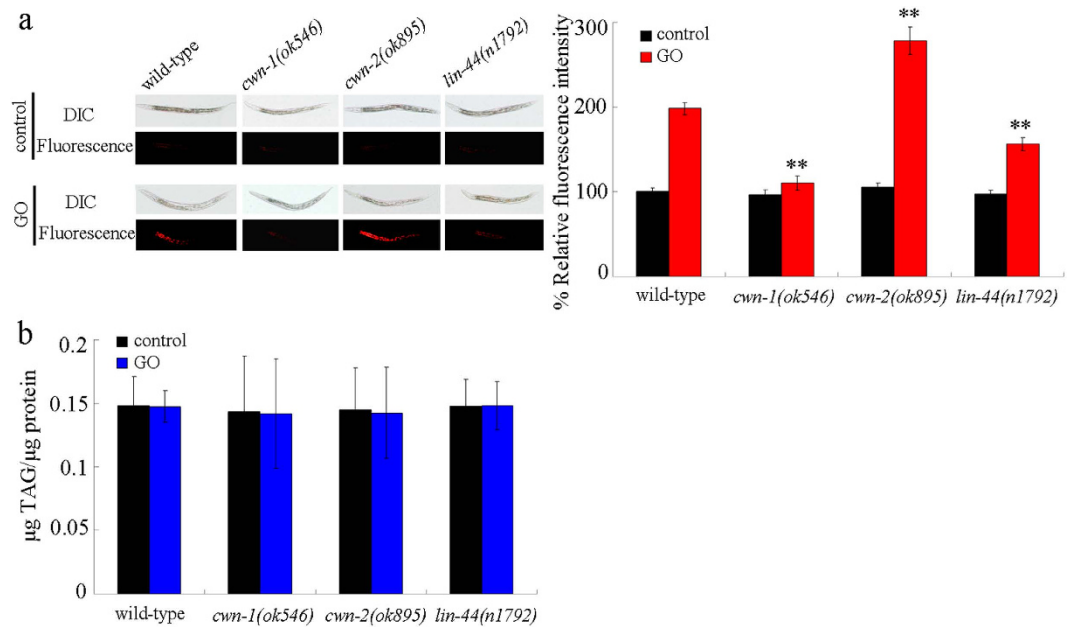 a
wild-type
cwn-1(ok546)
cwn-2(ok895)
lin-44(n1792)
control
DIC
Fluorescence
GO
DIC
Fluorescence
% Relative fluorescence intensity
300
200
100
0
control
GO
**
**
**
wild-type
cwn-1(ok546)
cwn-2(ok895)
lin-44(n1792)
b
µg TAG/µg protein
0.2
0.15
0.1
0.05
0
control
GO
wild-type
cwn-1(ok546)
cwn-2(ok895)
lin-44(n1792)